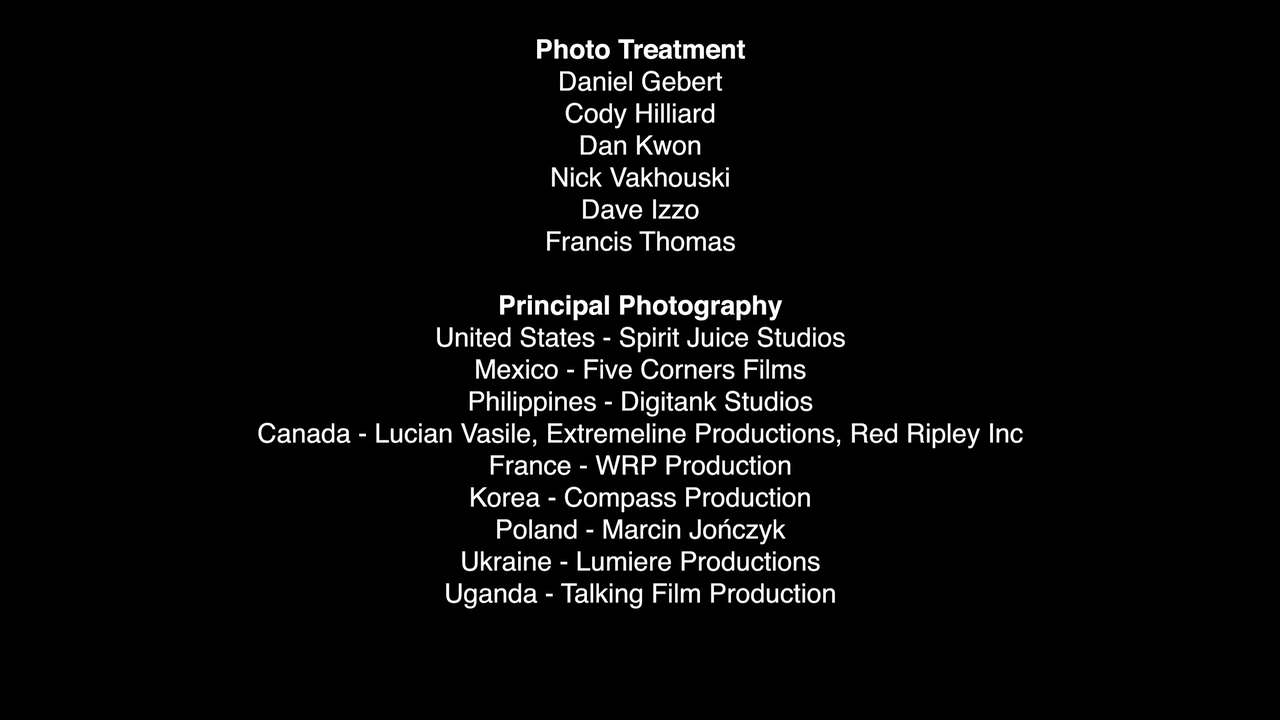 Photo Treatment
Daniel Gebert
Cody Hilliard
Dan Kwon
Nick Vakhouski
Dave Izzo
Francis Thomas
Principal Photography
United States - Spirit Juice Studios
Mexico - Five Corners Films
Philippines - Digitank Studios
Canada - Lucian Vasile, Extremeline Productions, Red Ripley Inc
France - WRP Production
Korea - Compass Production
Poland - Marcin Jończyk
Ukraine - Lumiere Productions
Uganda - Talking Film Production